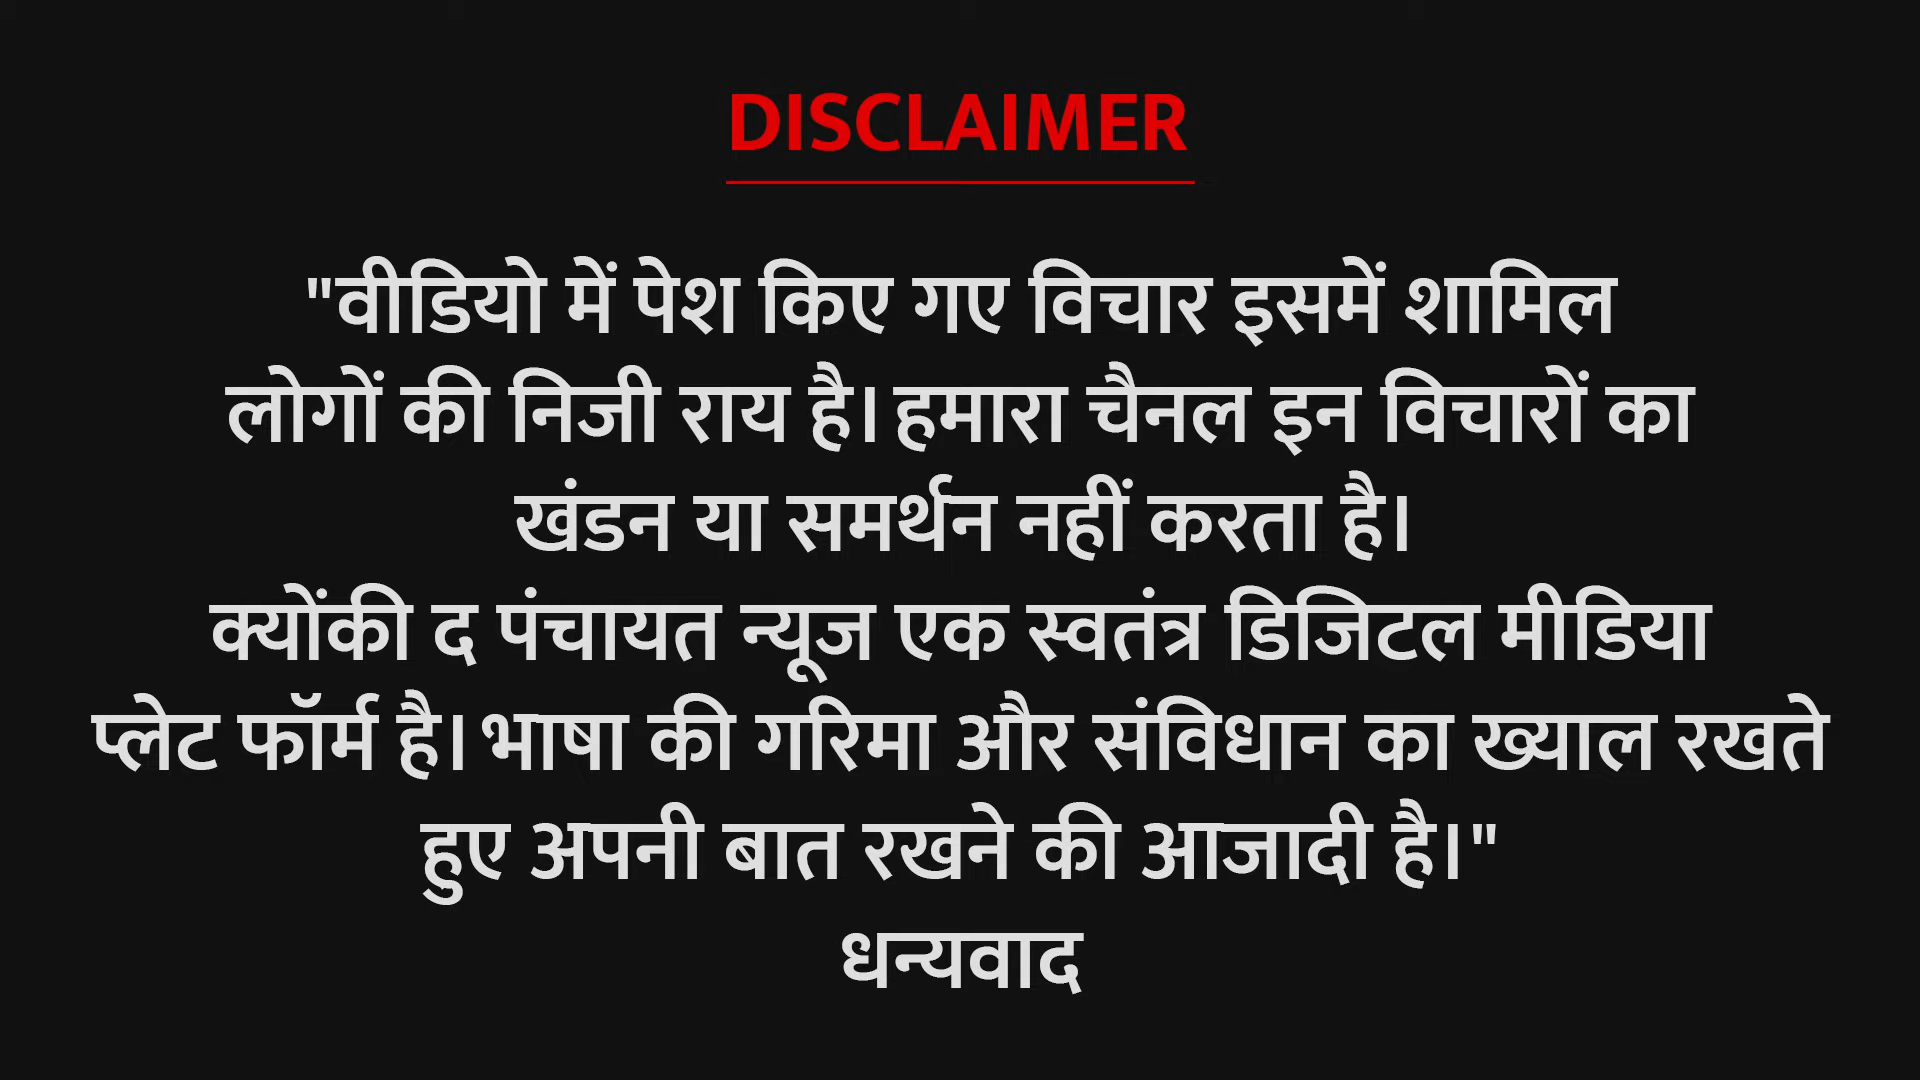 DISCLAIMER
"वीडियो में पेश किए गए विचार इसमें शामिल
लोगों की निजी राय है। हमारा चैनल इन विचारों का
खंडन या समर्थन नहीं करता है।
क्योंकी द पंचायत न्यूज एक स्वतंत्र डिजिटल मीडिया
प्लेट फॉर्म है। भाषा की गरिमा और संविधान का ख्याल रखते
हुए अपनी बात रखने की आजादी है।"
धन्यवाद